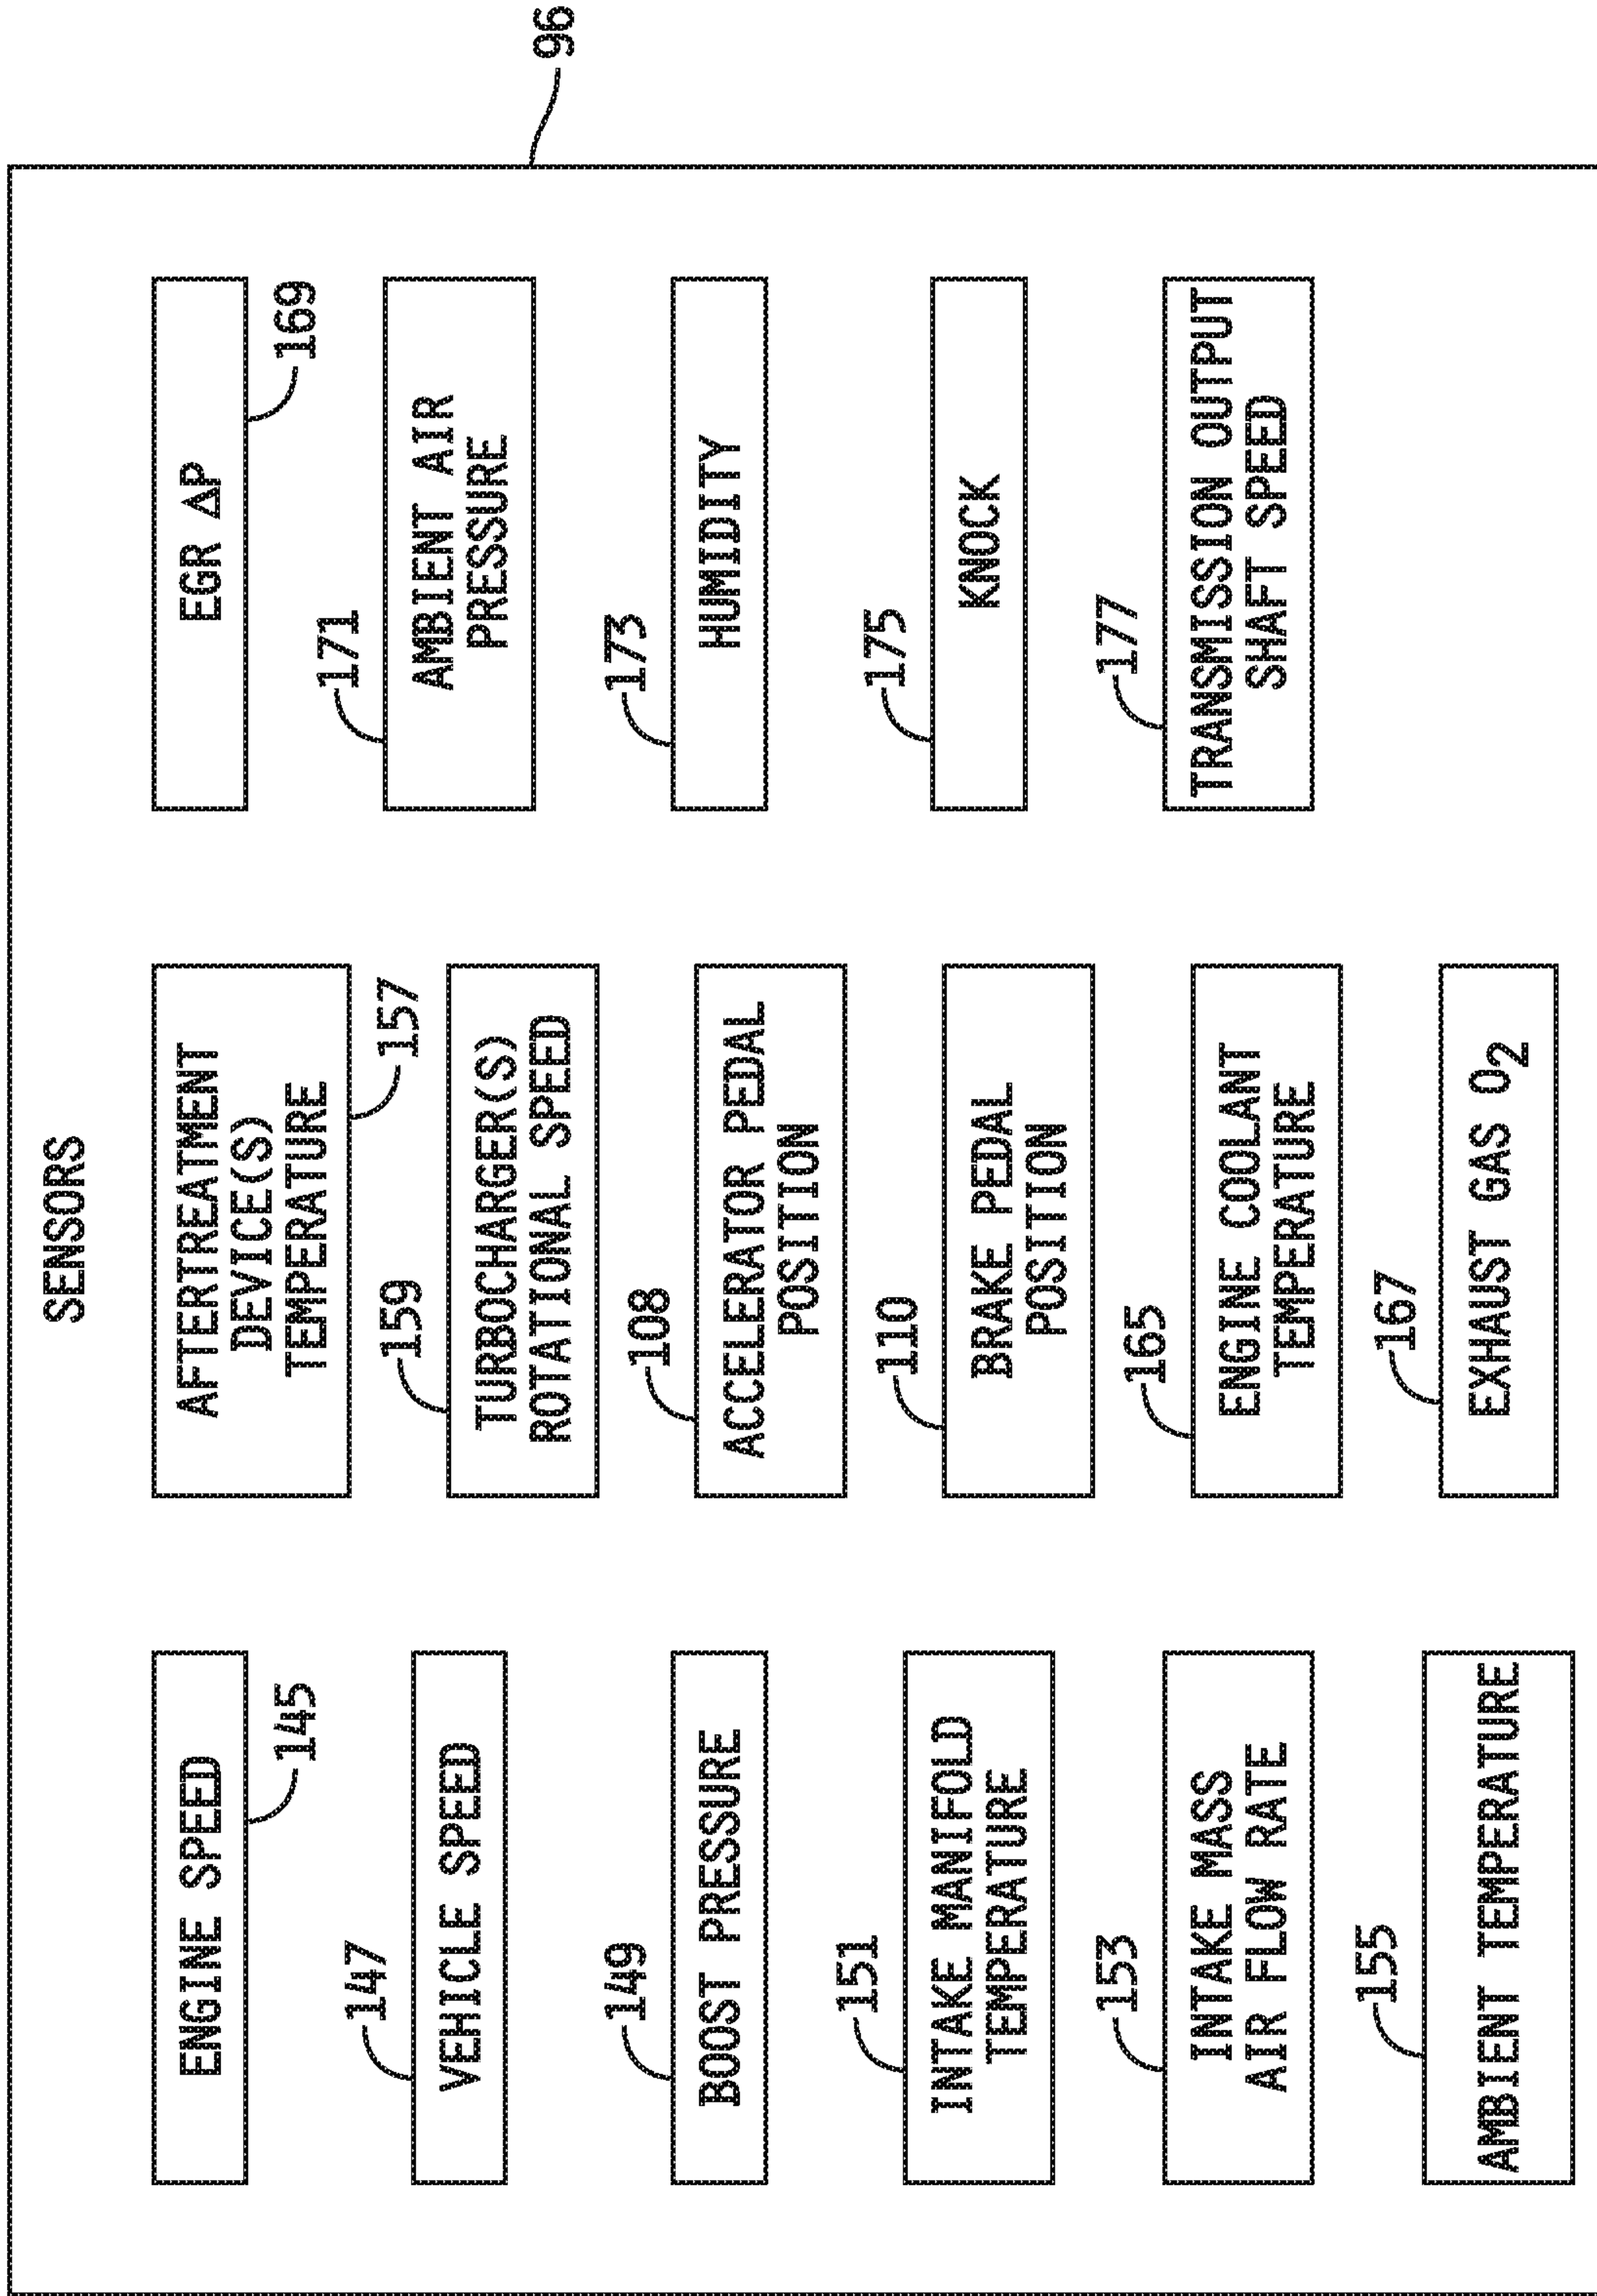 SENSORS
96
ENGINE SPEED
145
147
VEHICLE SPEED
149
BOOST PRESSURE
151
INTAKE MANIFOLD
TEMPERATURE
153
INTAKE MASS
AIR FLOW RATE
155
AMBIENT TEMPERATURE
AFTERTREATMENT
DEVICE(S)
TEMPERATURE
157
159
TURBOCHARGER(S)
ROTATIONAL SPEED
108
ACCELERATOR PEDAL
POSITION
110
BRAKE PEDAL
POSITION
165
ENGINE COOLANT
TEMPERATURE
167
EXHAUST GAS O2
EGR ΔP
169
171
AMBIENT AIR
PRESSURE
173
HUMIDITY
175
KNOCK
177
TRANSMISSION OUTPUT
SHAFT SPEED